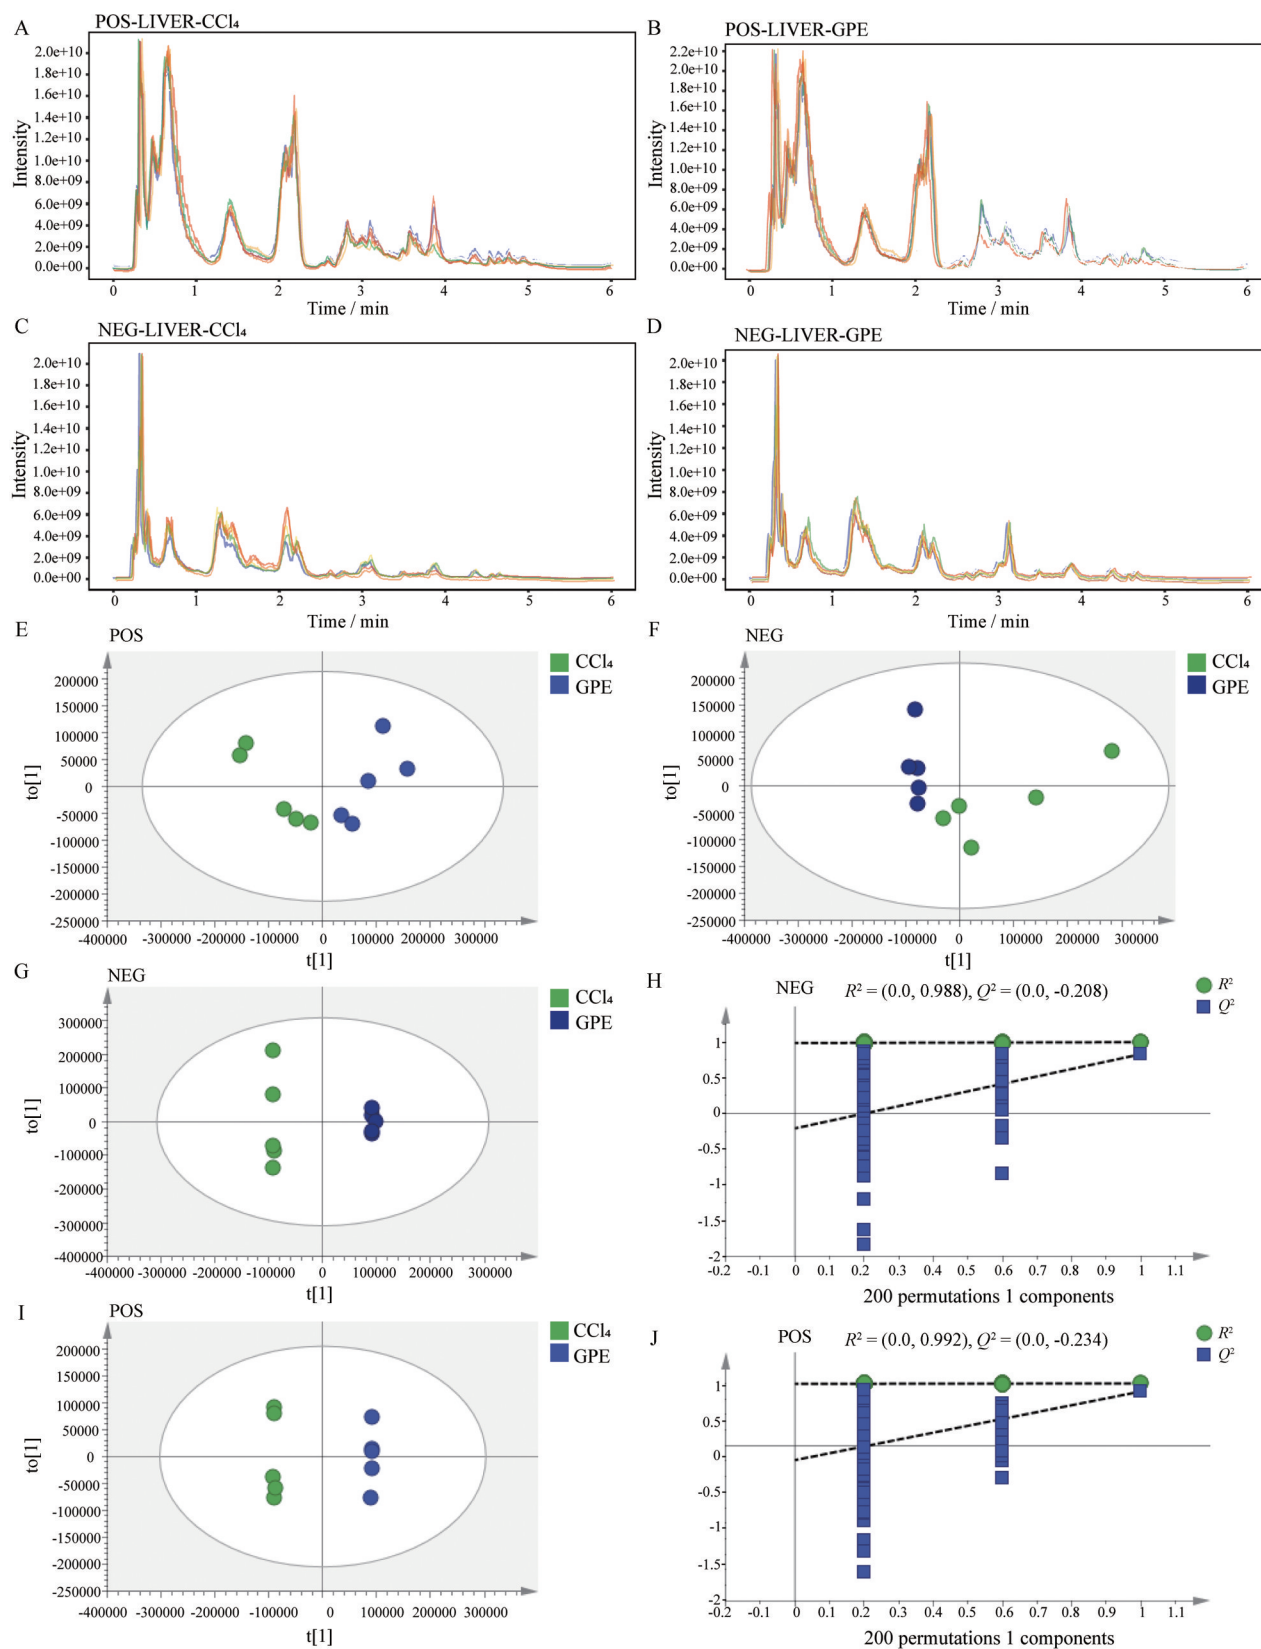 A
POS-LIVER-CCl₄
Intensity
2.0e+10
1.8e+10
1.6e+10
1.4e+10
1.2e+10
1.0e+10
8.0e+09
6.0e+09
4.0e+09
2.0e+09
0.0e+00
0 1 2 3 4 5 6
Time / min
B
POS-LIVER-GPE
Intensity
2.2e+10
2.0e+10
1.8e+10
1.6e+10
1.4e+10
1.2e+10
1.0e+10
8.0e+09
6.0e+09
4.0e+09
2.0e+09
0.0e+00
0 1 2 3 4 5 6
Time / min
C
NEG-LIVER-CCl₄
Intensity
2.0e+10
1.8e+10
1.6e+10
1.4e+10
1.2e+10
1.0e+10
8.0e+09
6.0e+09
4.0e+09
2.0e+09
0.0e+00
0 1 2 3 4 5 6
Time / min
D
NEG-LIVER-GPE
Intensity
2.0e+10
1.8e+10
1.6e+10
1.4e+10
1.2e+10
1.0e+10
8.0e+09
6.0e+09
4.0e+09
2.0e+09
0.0e+00
0 1 2 3 4 5 6
Time / min
E
POS
CCl₄
GPE
to[1]
200000
150000
100000
50000
0
-50000
-100000
-150000
-200000
-250000
-400000 -300000 -200000 -100000 0 100000 200000 300000
t[1]
F
NEG
CCl₄
GPE
to[1]
200000
150000
100000
50000
0
-50000
-100000
-150000
-200000
-250000
-400000 -300000 -200000 -100000 0 100000 200000 300000
t[1]
G
NEG
CCl₄
GPE
to[1]
300000
200000
100000
0
-100000
-200000
-300000
-400000
-400000 -300000 -200000 -100000 0 100000 200000 300000
t[1]
H
NEG
R² = (0.0, 0.988), Q² = (0.0, -0.208)
R²
Q²
1
0.5
0
-0.5
-1
-1.5
-2
-0.2 -0.1 0 0.1 0.2 0.3 0.4 0.5 0.6 0.7 0.8 0.9 1 1.1
200 permutations 1 components
I
POS
CCl₄
GPE
to[1]
200000
150000
100000
50000
0
-50000
-100000
-150000
-200000
-250000
-400000 -300000 -200000 -100000 0 100000 200000 300000
t[1]
J
POS
R² = (0.0, 0.992), Q² = (0.0, -0.234)
R²
Q²
1
0.5
0
-0.5
-1
-1.5
-2
-0.2 -0.1 0 0.1 0.2 0.3 0.4 0.5 0.6 0.7 0.8 0.9 1 1.1
200 permutations 1 components